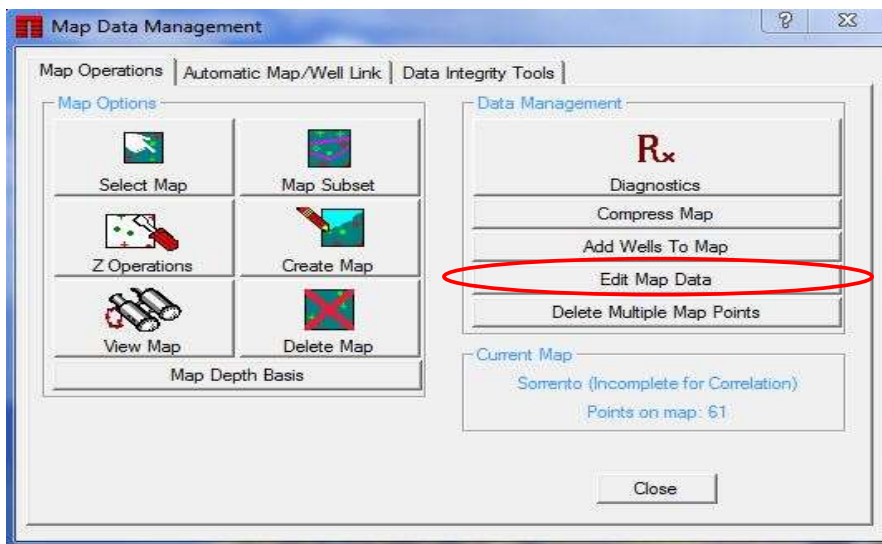 Map Data Management
Map Operations
Automatic Map/Well Link
Data Integrity Tools
Map Options
Select Map
Map Subset
Z Operations
Create Map
View Map
Delete Map
Map Depth Basis
Data Management
Rx
Diagnostics
Compress Map
Add Wells To Map
Edit Map Data
Delete Multiple Map Points
Current Map
Sorrento (Incomplete for Correlation)
Points on map: 61
Close